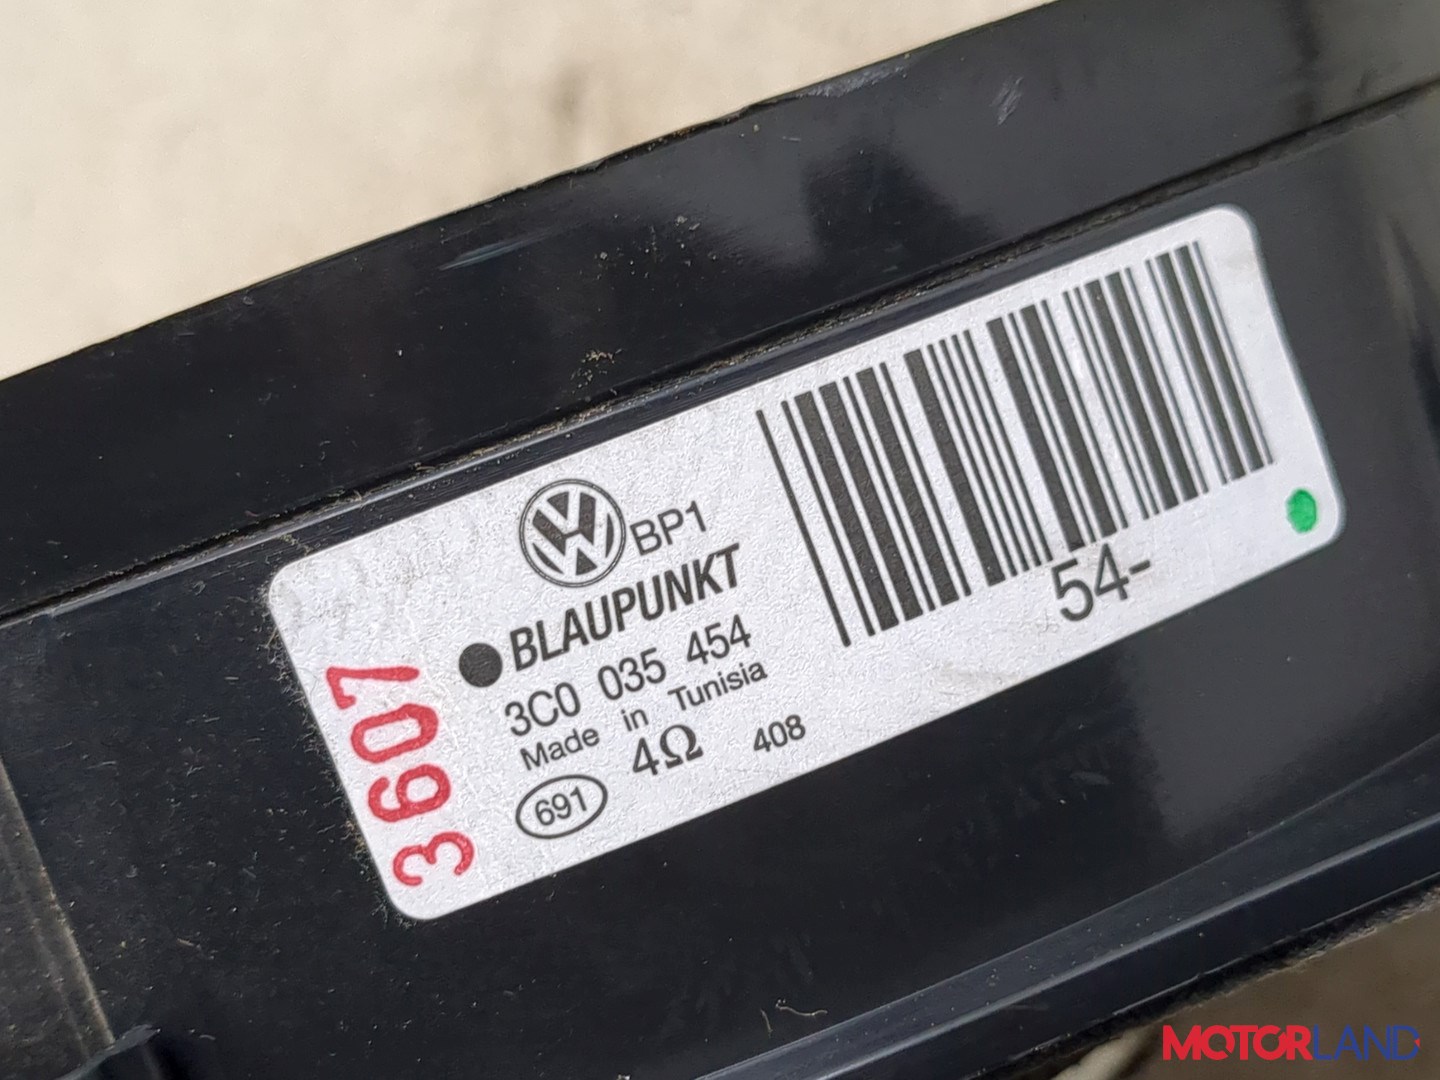 BP1
BLAUPUNKT
3C0 035 454
Made in Tunisia
691 4Ω 408
54-
3607
MOTORLAND